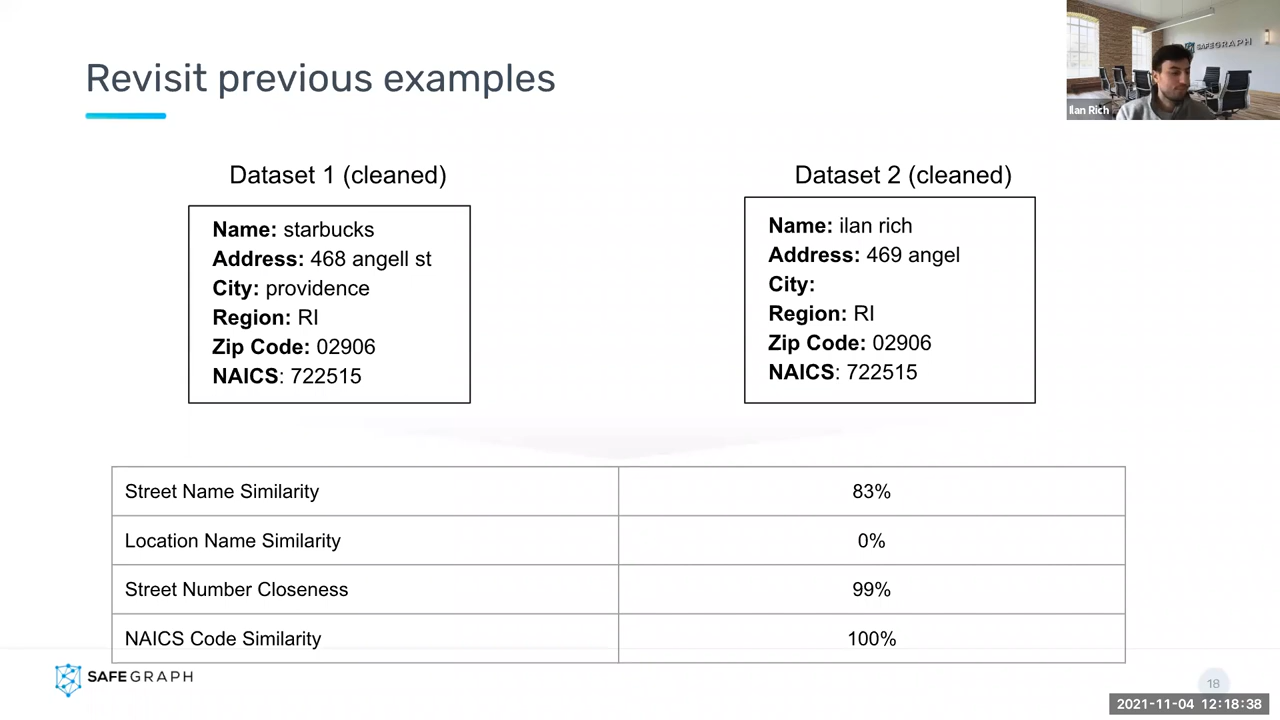 Revisit previous examples
SAFEGRAPH
Ilan Rich
Dataset 1 (cleaned)
Dataset 2 (cleaned)
Name: starbucks
Address: 468 angell st
City: providence
Region: RI
Zip Code: 02906
NAICS: 722515
Name: ilan rich
Address: 469 angel
City:
Region: RI
Zip Code: 02906
NAICS: 722515
Street Name Similarity 83%
Location Name Similarity 0%
Street Number Closeness 99%
NAICS Code Similarity 100%
SAFEGRAPH
18
2021-11-04 12:18:38